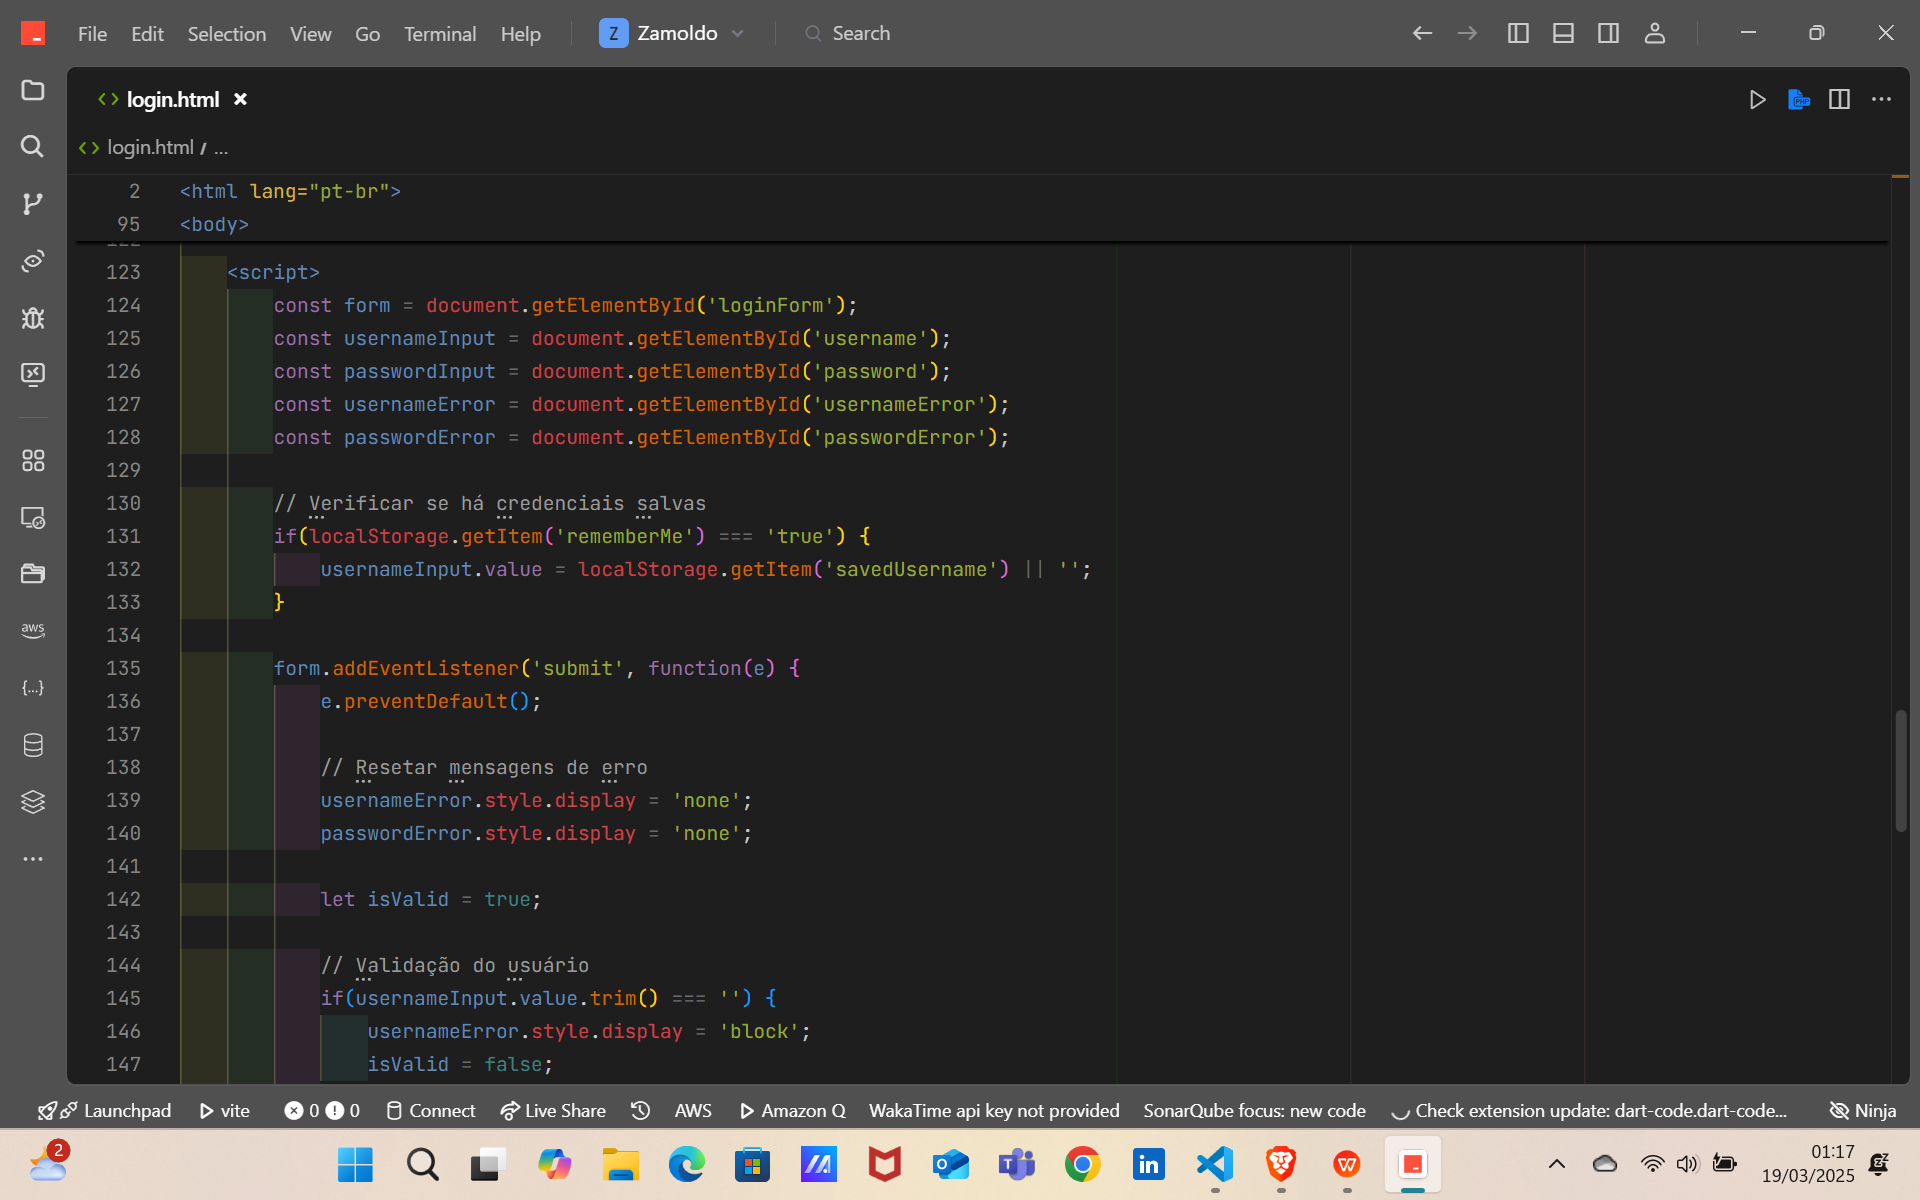 File Edit Selection View Go Terminal Help Z Zamoldo Search
login.html
login.html / ...
2 <html lang="pt-br">
95 <body>
123 <script>
124 const form = document.getElementById('loginForm');
125 const usernameInput = document.getElementById('username');
126 const passwordInput = document.getElementById('password');
127 const usernameError = document.getElementById('usernameError');
128 const passwordError = document.getElementById('passwordError');
129
130 // Verificar se há credenciais salvas
131 if(localStorage.getItem('rememberMe') === 'true') {
132 usernameInput.value = localStorage.getItem('savedUsername') || '';
133 }
134
135 form.addEventListener('submit', function(e) {
136 e.preventDefault();
137
138 // Resetar mensagens de erro
139 usernameError.style.display = 'none';
140 passwordError.style.display = 'none';
141
142 let isValid = true;
143
144 // Validação do usuário
145 if(usernameInput.value.trim() === '') {
146 usernameError.style.display = 'block';
147 isValid = false;
aws
{...}
Launchpad vite 0 0 Connect Live Share AWS Amazon Q WakaTime api key not provided SonarQube focus: new code Check extension update: dart-code.dart-code... Ninja
2
01:17
19/03/2025